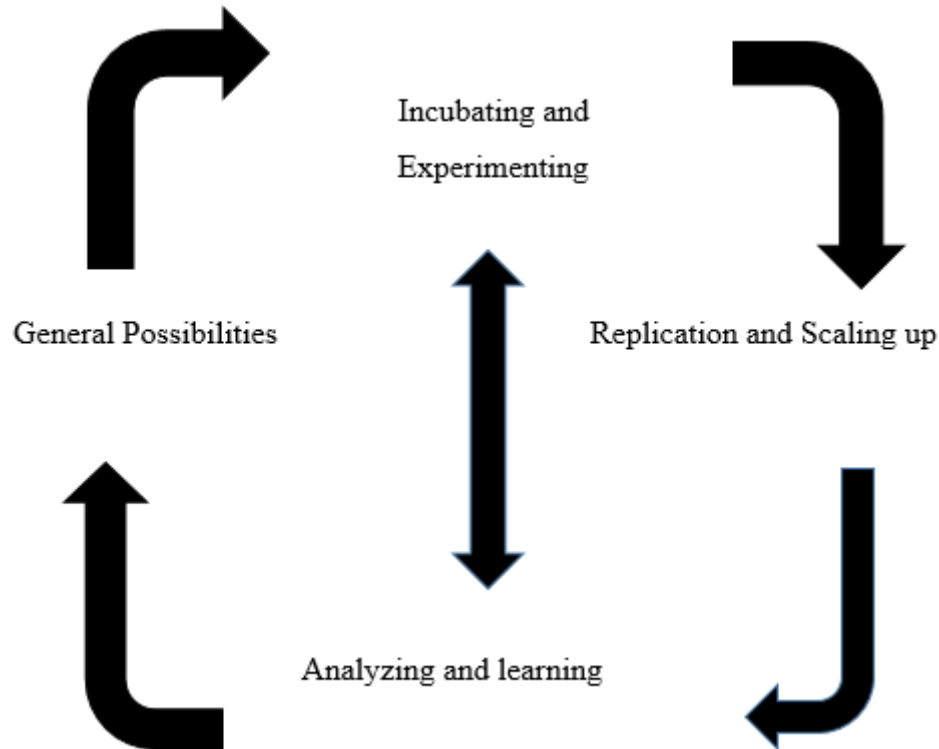 Incubating and
Experimenting
General Possibilities
Replication and Scaling up
Analyzing and learning